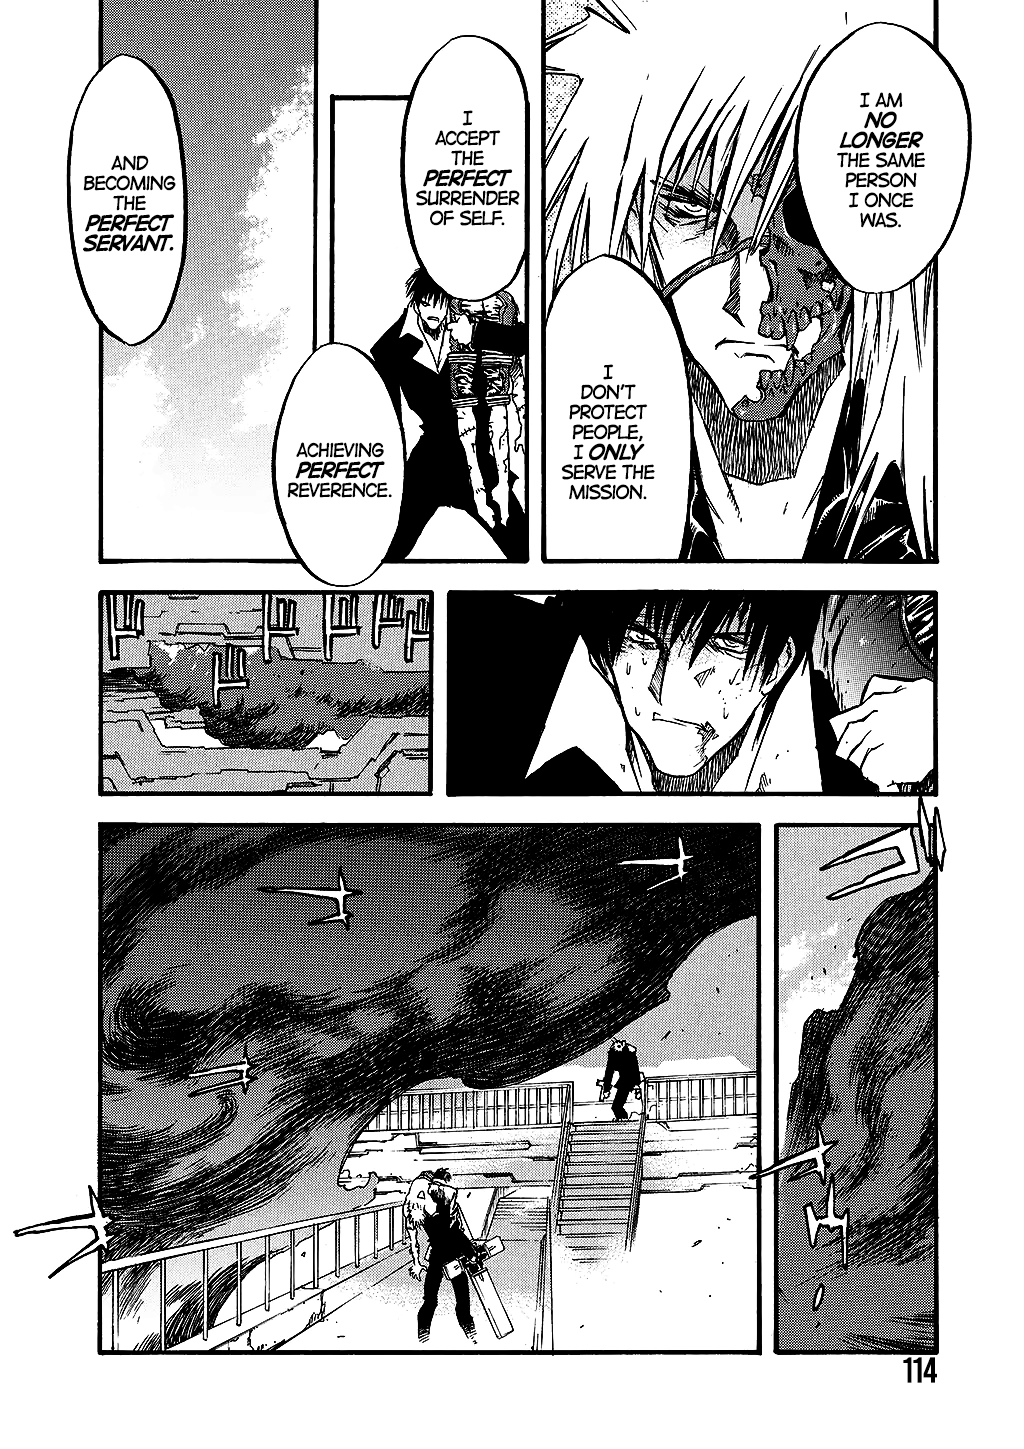 I AM
NO
LONGER
THE SAME
PERSON
I ONCE
WAS.
I
DON'T
PROTECT
PEOPLE,
I ONLY
SERVE THE
MISSION.
I
ACCEPT
THE
PERFECT
SURRENDER
OF SELF.
ACHIEVING
PERFECT
REVERENCE.
AND
BECOMING
THE
PERFECT
SERVANT.
114